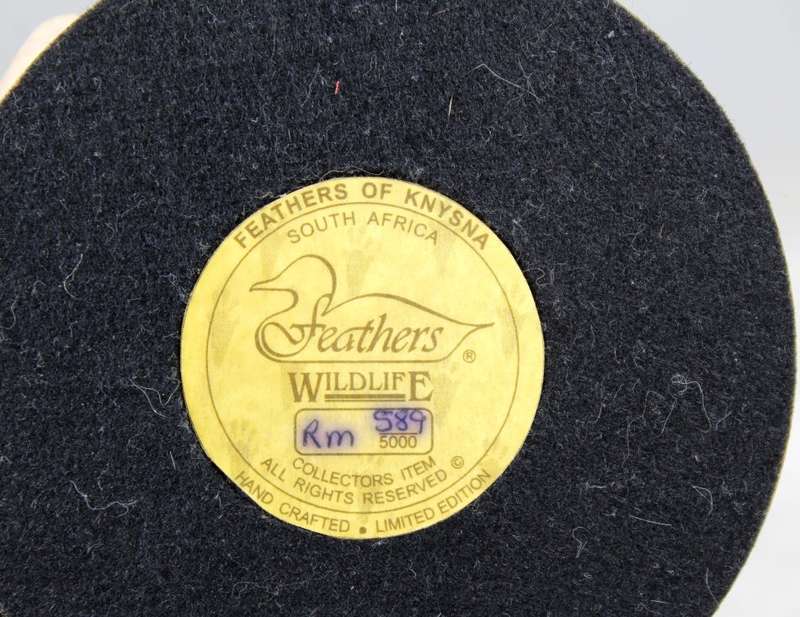 FEATHERS OF KNYSNA
SOUTH AFRICA
Feathers ®
WILDLIFE
Rm 589
5000
COLLECTORS ITEM
ALL RIGHTS RESERVED ©
HAND CRAFTED • LIMITED EDITION